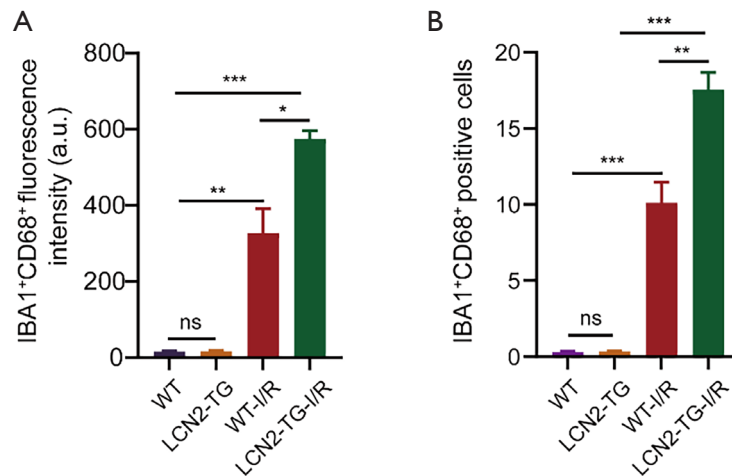 A
IBA1+CD68+ fluorescence
intensity (a.u.)
800
600
400
200
0
***
*
**
ns
WT
LCN2-TG
WT-I/R
LCN2-TG-I/R
B
IBA1+CD68+ positive cells
20
15
10
5
0
***
**
***
ns
WT
LCN2-TG
WT-I/R
LCN2-TG-I/R